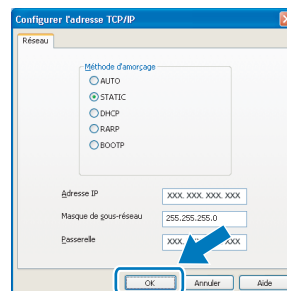 Configurer l'adresse TCP/IP
Réseau
Méthode d'amorçage
AUTO
STATIC
DHCP
RARP
BOOTP
Adresse IP XXX. XXX. XXX. XXX
Masque de sous-réseau 255.255.255.0
Passerelle XXX. XXX
OK Annuler Aide